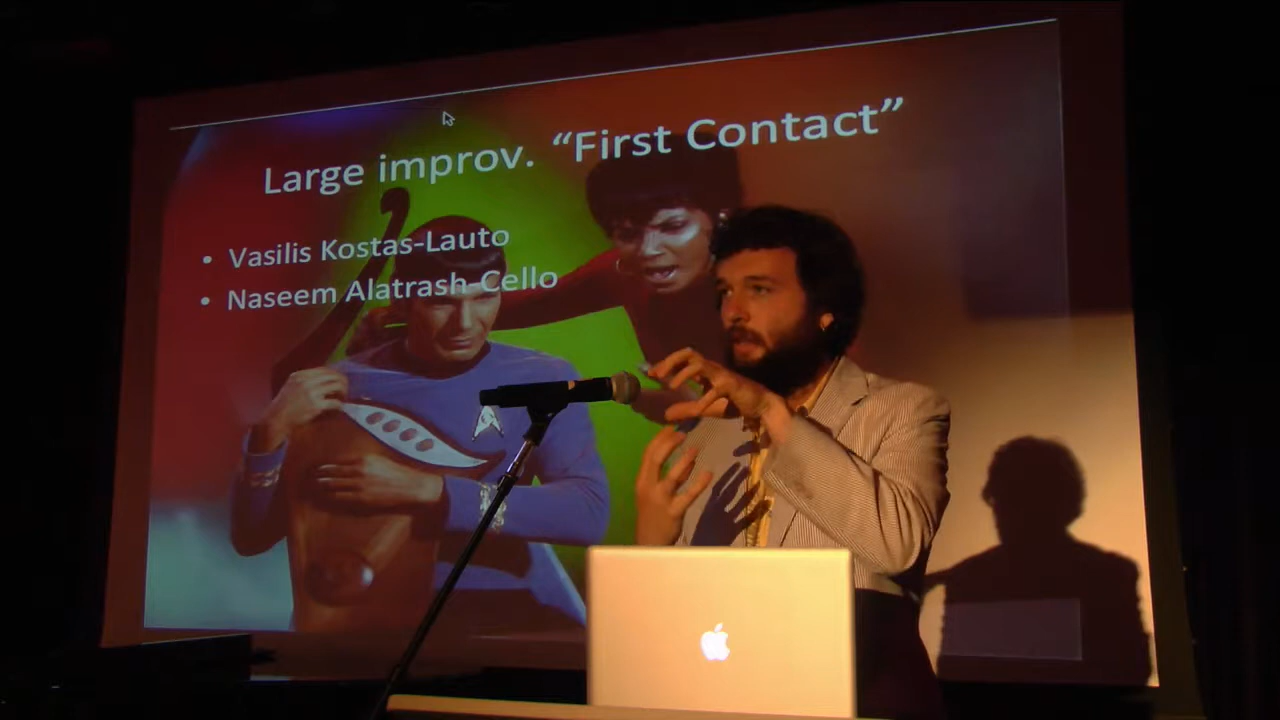 Large improv. “First Contact”
• Vasilis Kostas-Lauto
• Naseem Alatrash-Cello